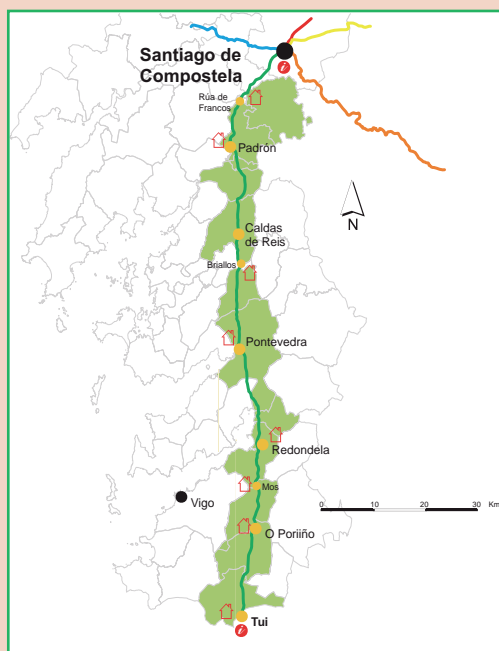 Santiago de
Compostela
i
Rúa de
Francos
Padrón
N
Caldas
de Reis
Briallos
Pontevedra
Redondela
Mos
Vigo
0 10 20 30 Km
O Poriiño
Tui
i